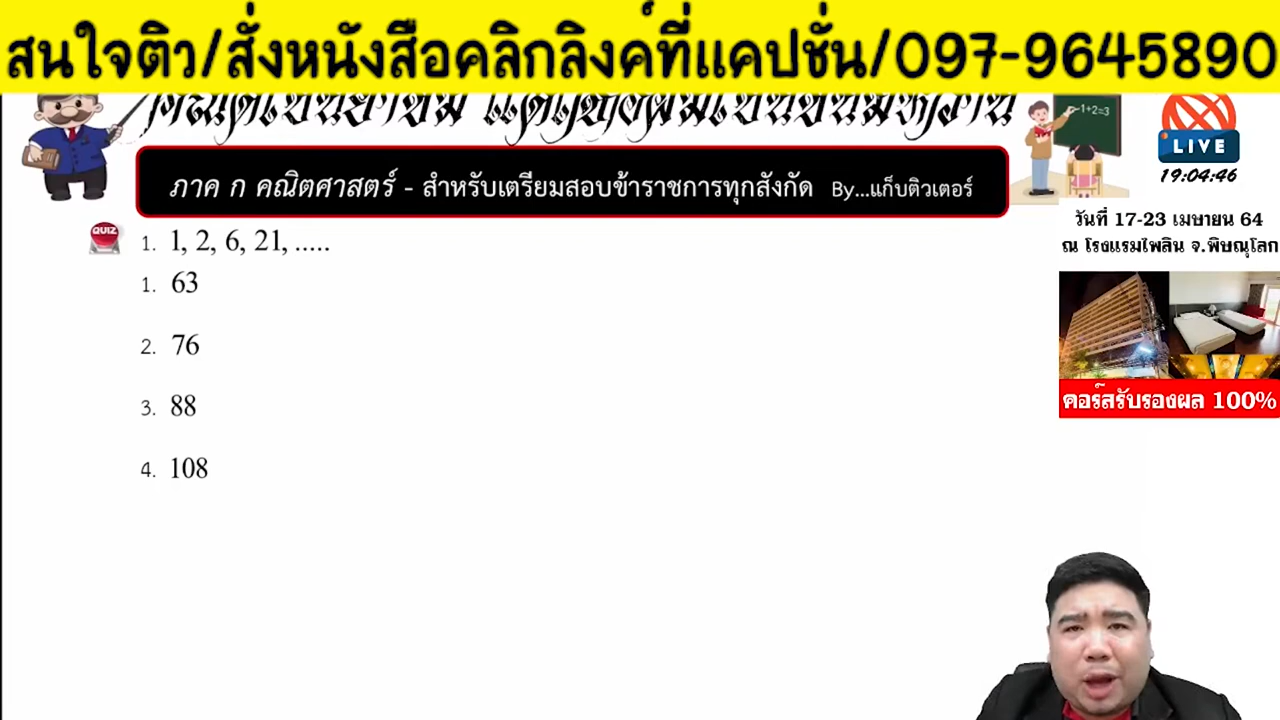 สนใจติว/สั่งหนังสือคลิกลิงค์ที่แคปชั่น/097-9645890
1+2=3
LIVE
19:04:46
ภาค ก คณิตศาสตร์ - สำหรับเตรียมสอบข้าราชการทุกสังกัด By...แก็บติวเตอร์
วันที่ 17-23 เมษายน 64
ณ โรงแรมไพลิน จ.พิษณุโลก
QUIZ
1. 1, 2, 6, 21, .....
1. 63
2. 76
3. 88
4. 108
คอร์สรับรองผล 100%